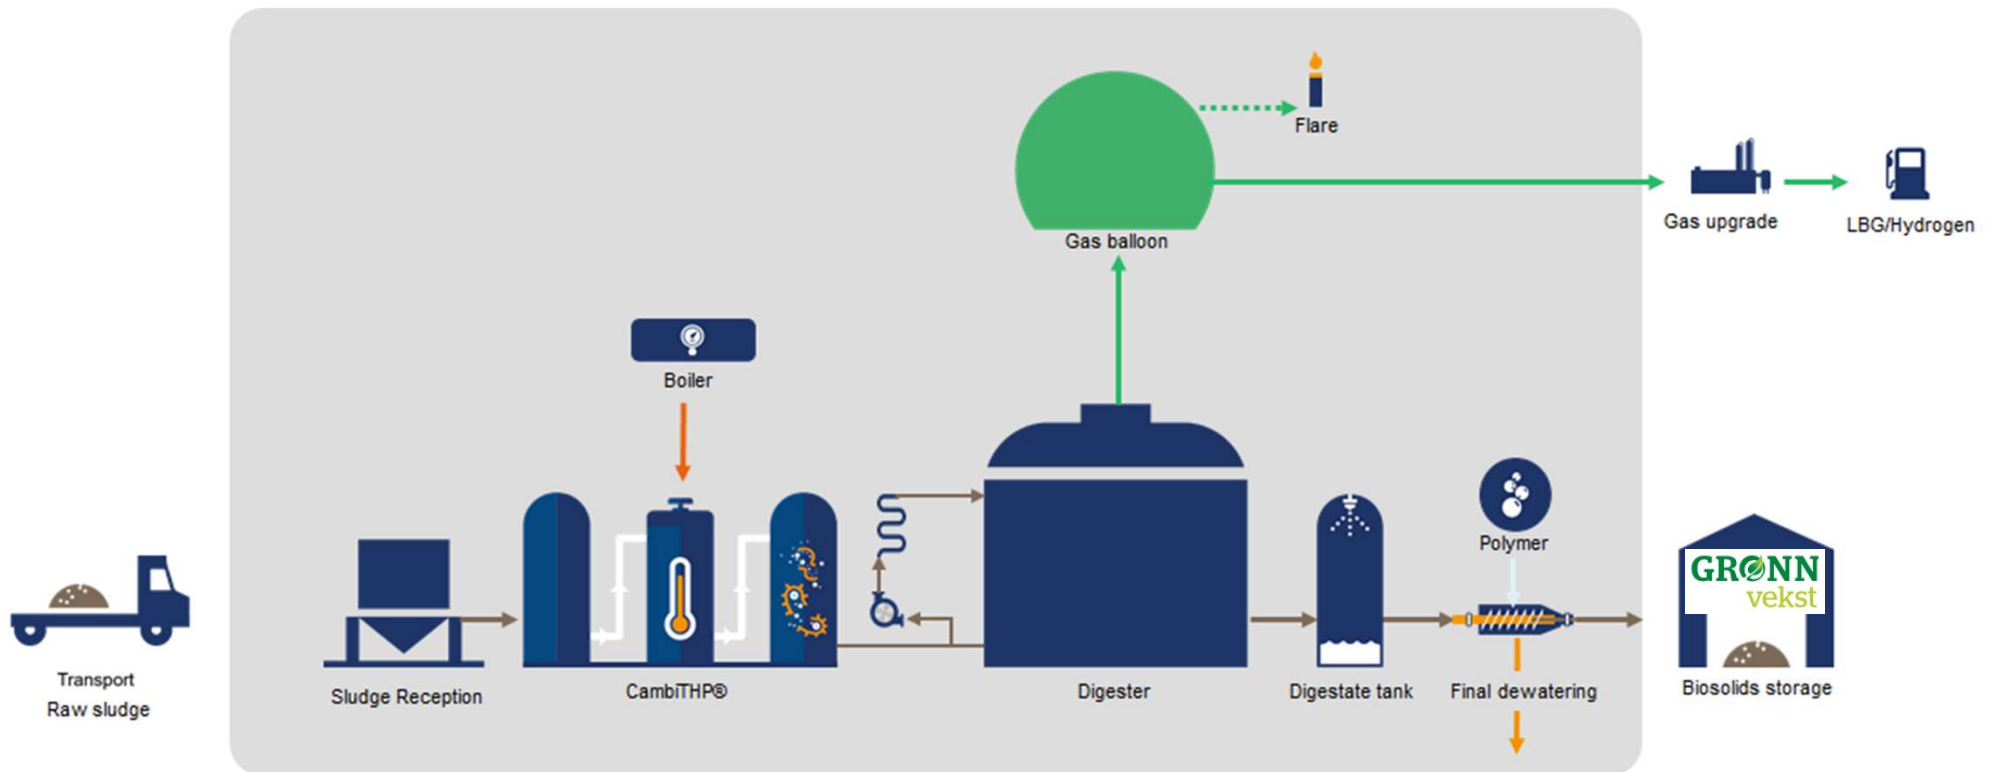 Flare
Gas upgrade
LBG/Hydrogen
Gas balloon
Boiler
Polymer
GRØNN
vekst
Transport
Raw sludge
Sludge Reception
CambiTHP®
Digester
Digestate tank
Final dewatering
Biosolids storage